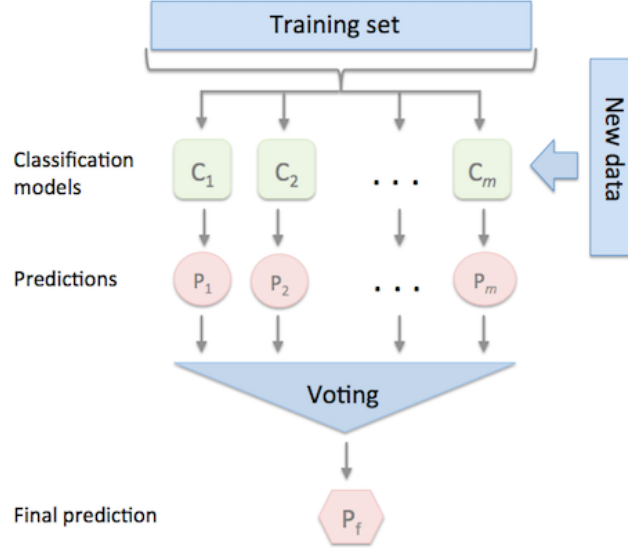 Training set
New data
Classification
models
C1
C2
. . .
Cm
Predictions
P1
P2
. . .
Pm
Voting
Final prediction
Pf